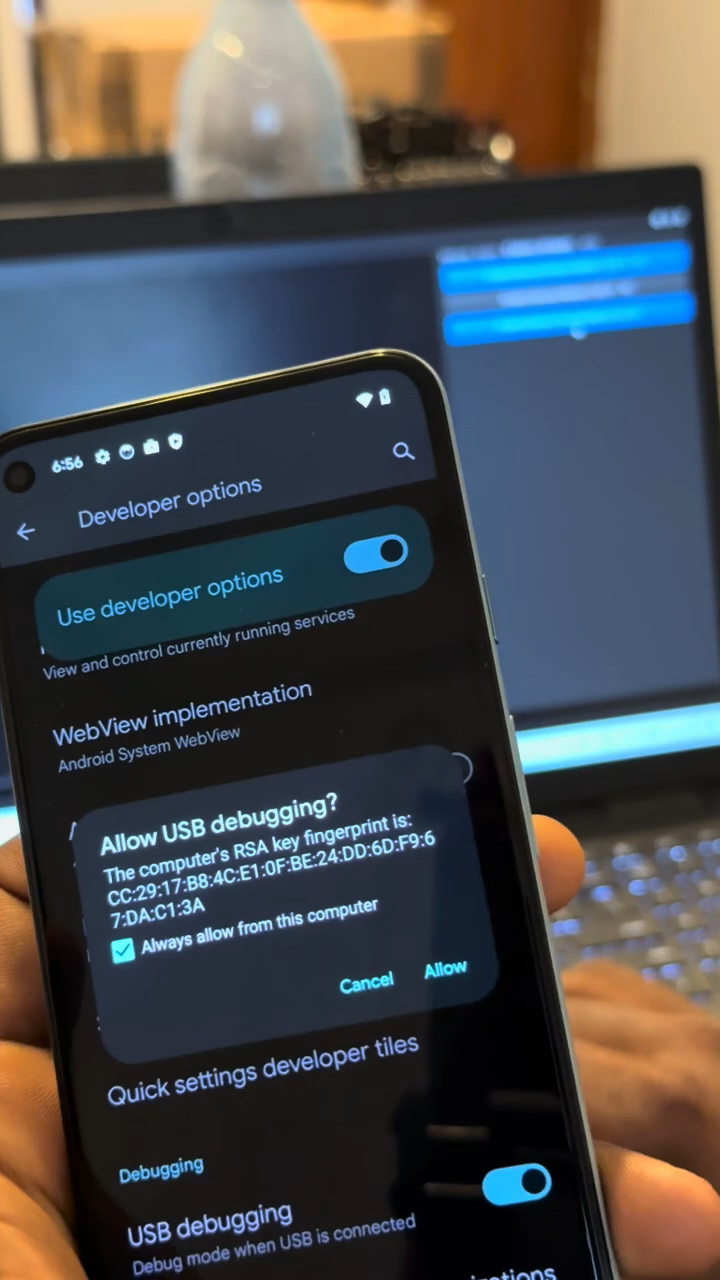 6:56
Developer options
Use developer options
View and control currently running services
WebView implementation
Android System WebView
Allow USB debugging?
The computer's RSA key fingerprint is:
CC:29:17:B8:4C:E1:0F:BE:24:DD:6D:F9:6
7:DA:C1:3A
Always allow from this computer
Cancel
Allow
Quick settings developer tiles
Debugging
USB debugging
Debug mode when USB is connected